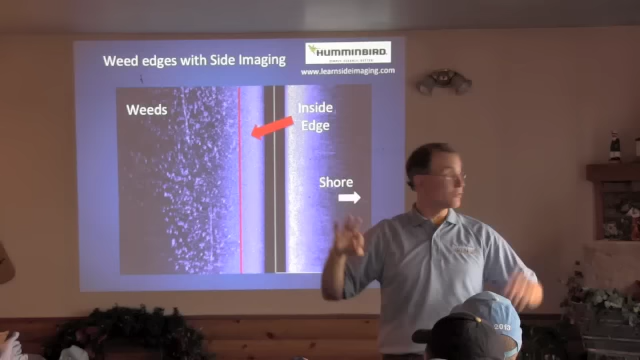 Weed edges with Side Imaging
HUMMINBIRD
www.learnsideimaging.com
Weeds
Inside
Edge
Shore
2013